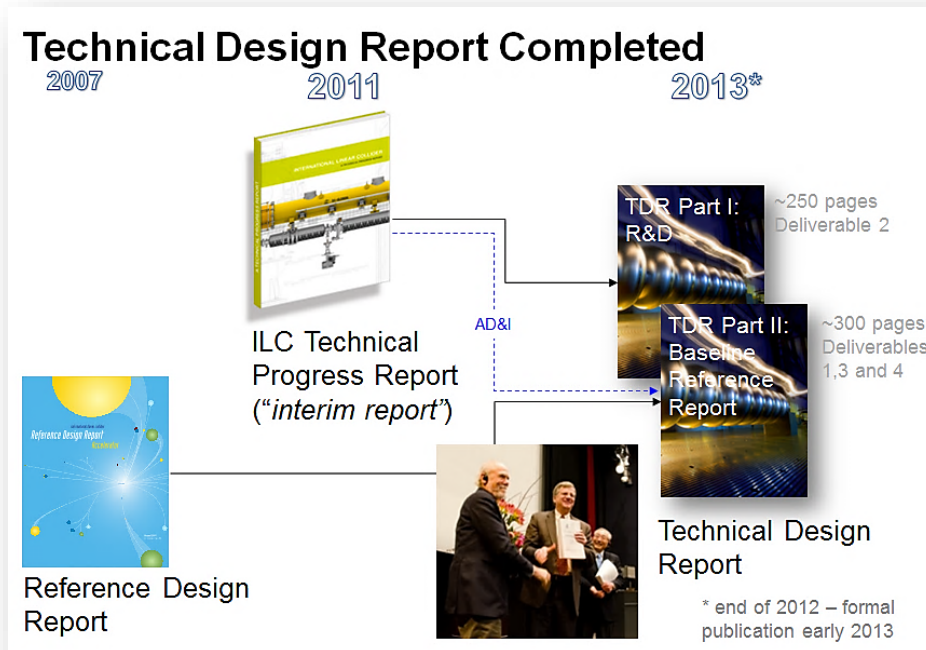 Technical Design Report Completed
2007
2011
2013*
INTERNATIONAL LINEAR COLLIDER
TDR Part I:
R&D
~250 pages
Deliverable 2
AD&I
TDR Part II:
Baseline
Reference
Report
~300 pages
Deliverables
1,3 and 4
ILC Technical
Progress Report
(“interim report”)
Reference Design Report
Reference Design
Report
Technical Design
Report
* end of 2012 – formal
publication early 2013